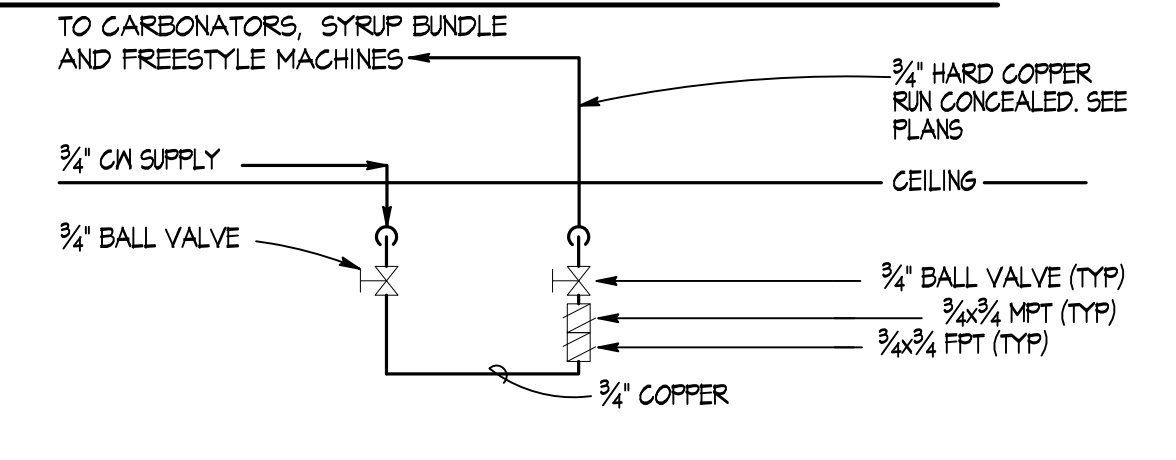 TO CARBONATORS, SYRUP BUNDLE
AND FREESTYLE MACHINES
3/4" HARD COPPER
RUN CONCEALED. SEE
PLANS
3/4" CW SUPPLY
CEILING
3/4" BALL VALVE
3/4" BALL VALVE (TYP)
3/4x3/4 MPT (TYP)
3/4x3/4 FPT (TYP)
3/4" COPPER